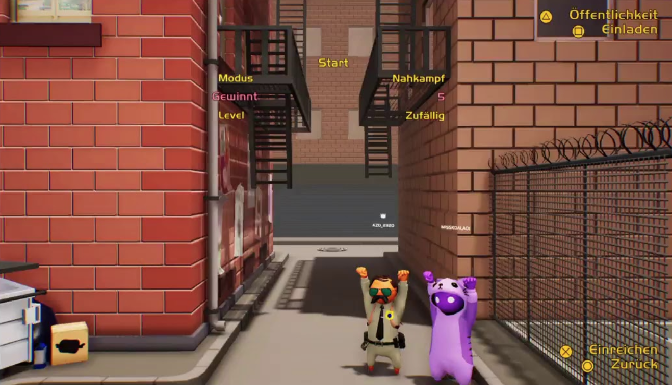 Öffentlichkeit
Einladen
Start
Modus
Nahkampf
Gewinnt
5
Level
Zufällig
Einreichen
Zurück